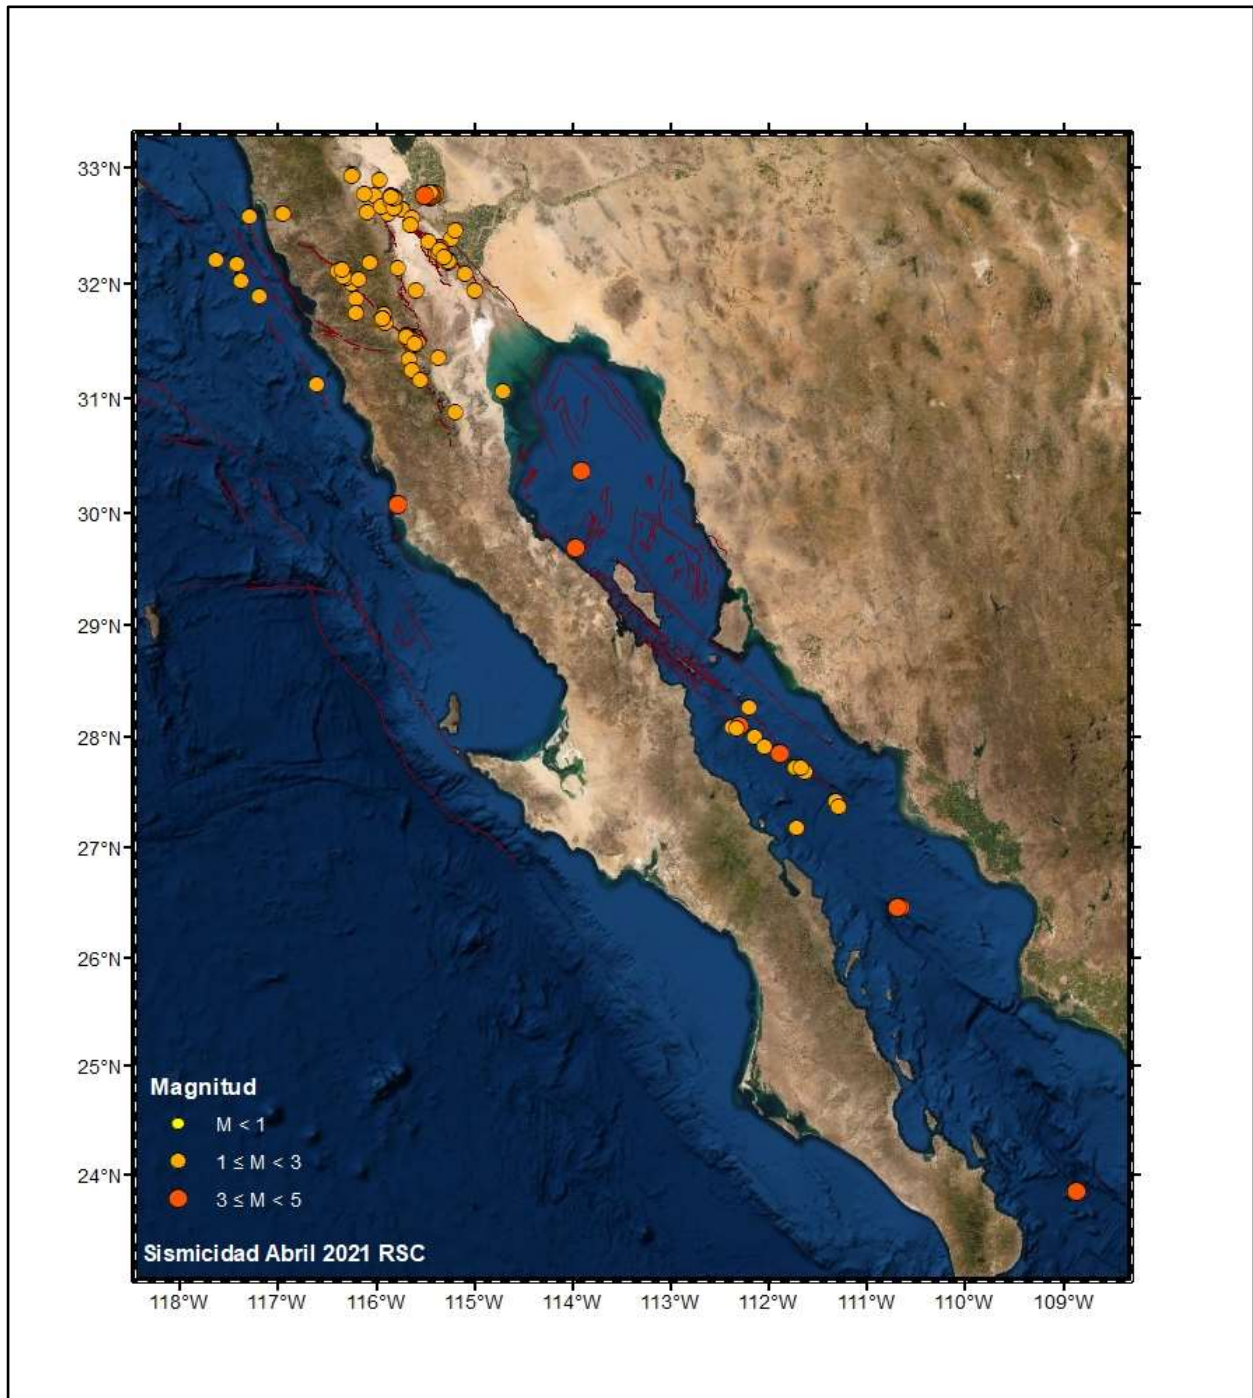 33°N
32°N
31°N
30°N
29°N
28°N
27°N
26°N
25°N
24°N
Magnitud
M < 1
1 ≤ M < 3
3 ≤ M < 5
Sismicidad Abril 2021 RSC
118°W 117°W 116°W 115°W 114°W 113°W 112°W 111°W 110°W 109°W